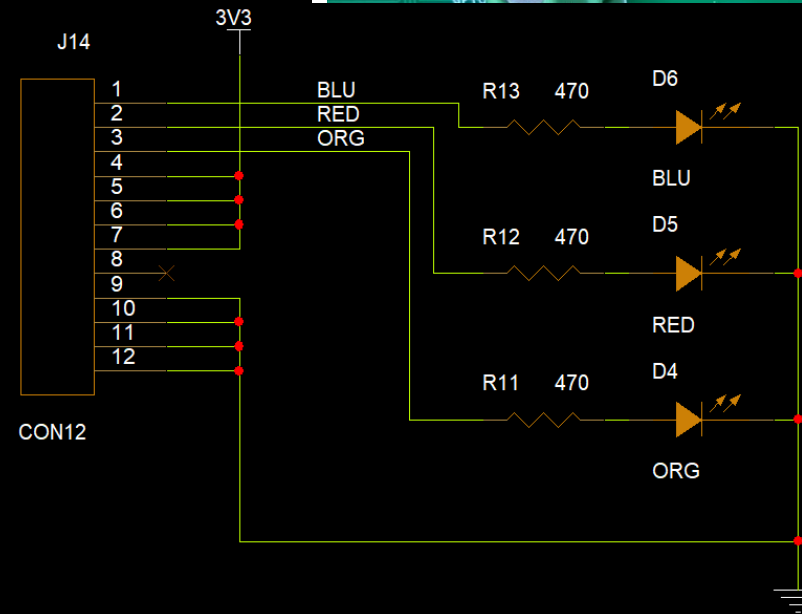 3V3
J14
1
2
3
4
5
6
7
8
9
10
11
12
CON12
BLU
RED
ORG
R13 470
D6
BLU
R12 470
D5
RED
R11 470
D4
ORG